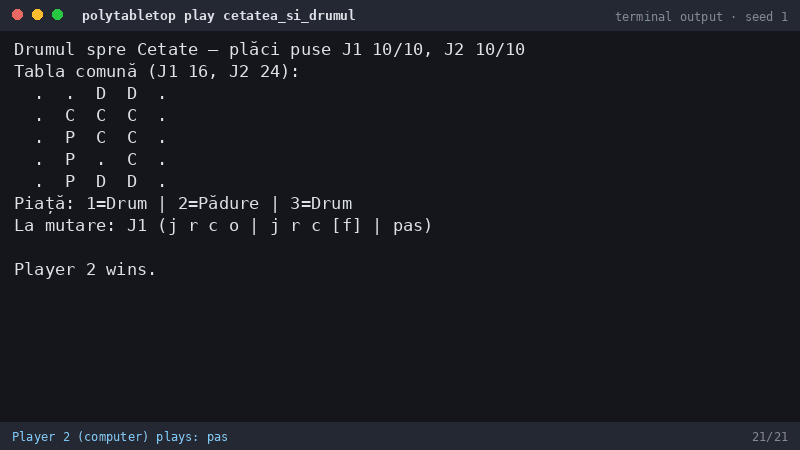 polytabletop play cetatea_si_drumul
terminal output · seed 1
Drumul spre Cetate — plăci puse J1 10/10, J2 10/10
Tabla comună (J1 16, J2 24):
. . D D .
. C C C .
. P C C .
. P . C .
. P D D .
Piață: 1=Drum | 2=Pădure | 3=Drum
La mutare: J1 (j r c o | j r c [f] | pas)
Player 2 wins.
Player 2 (computer) plays: pas
21/21